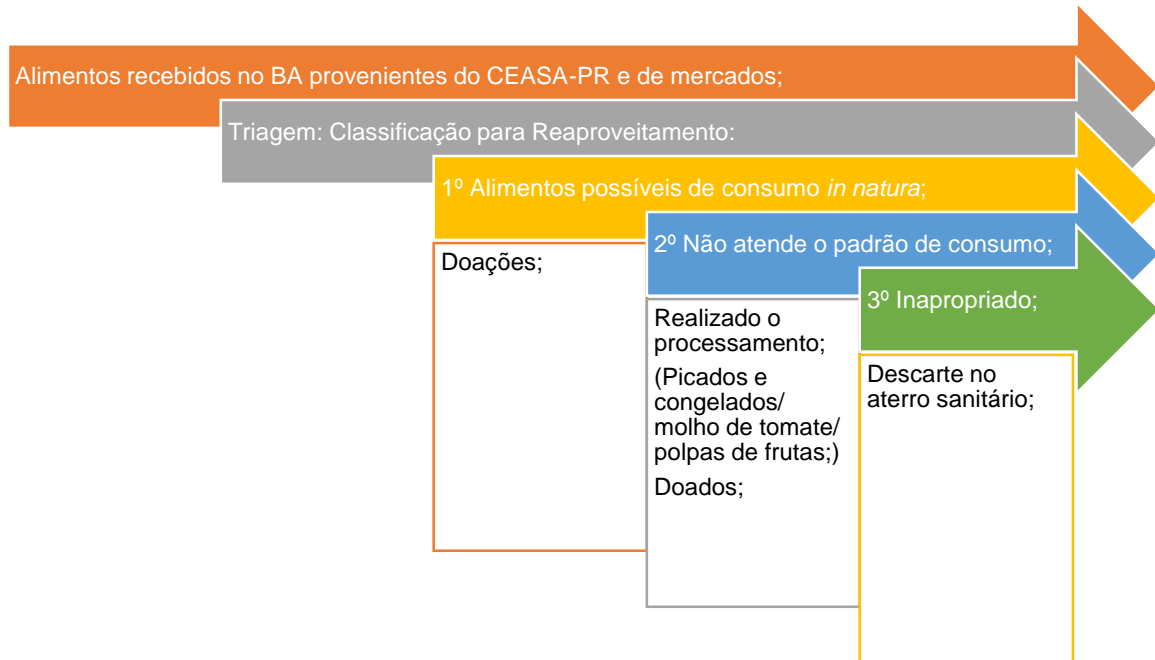 Alimentos recebidos no BA provenientes do CEASA-PR e de mercados;
Triagem: Classificação para Reaproveitamento:
1º Alimentos possíveis de consumo in natura;
Doações;
2º Não atende o padrão de consumo;
Realizado o
processamento;
(Picados e
congelados/
molho de tomate/
polpas de frutas;)
Doados;
3º Inapropriado;
Descarte no
aterro sanitário;